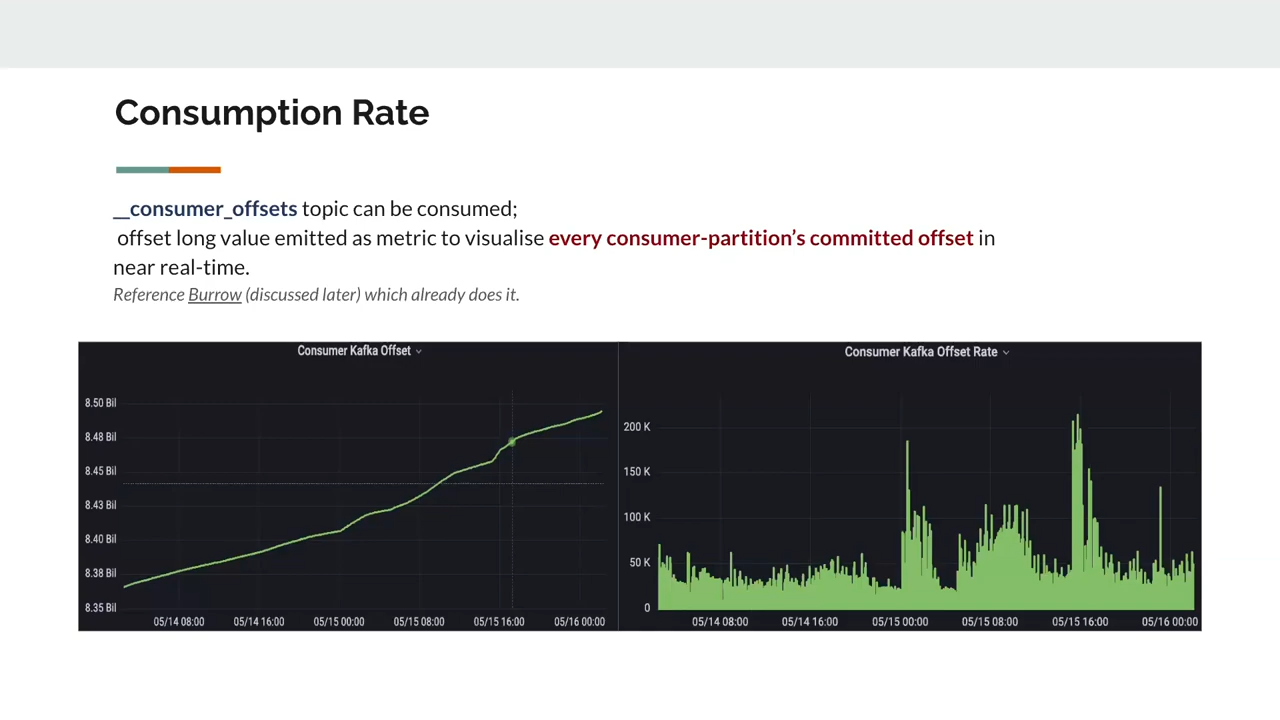 Consumption Rate
__consumer_offsets topic can be consumed;
offset long value emitted as metric to visualise every consumer-partition’s committed offset in
near real-time.
Reference Burrow (discussed later) which already does it.
Consumer Kafka Offset
8.50 Bil
8.48 Bil
8.45 Bil
8.43 Bil
8.40 Bil
8.38 Bil
8.35 Bil
05/14 08:00 05/14 16:00 05/15 00:00 05/15 08:00 05/15 16:00 05/16 00:00
Consumer Kafka Offset Rate
200 K
150 K
100 K
50 K
0
05/14 08:00 05/14 16:00 05/15 00:00 05/15 08:00 05/15 16:00 05/16 00:00